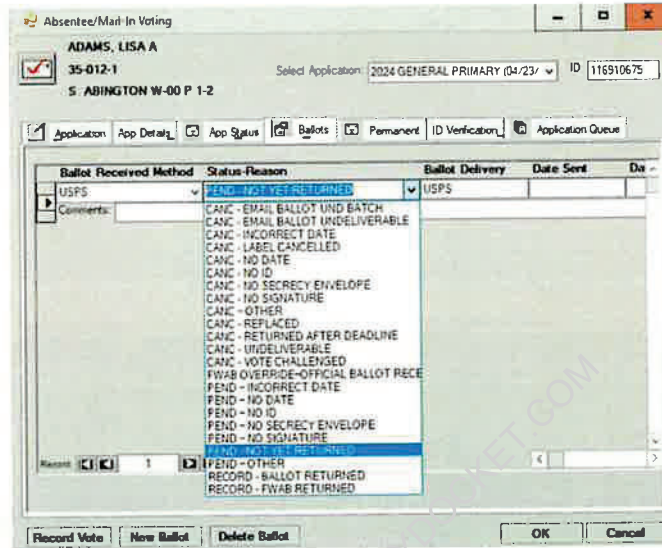 Absentee/Mail-In Voting
ADAMS, LISA A
35-012-1
S. ABINGTON W-00 P 1-2
Select Application: 2024 GENERAL PRIMARY (04/23/ ID 116910675
Application App Details App Status Ballots Permanent ID Verification Application Queue
Ballot Received Method Status-Reason Ballot Delivery Date Sent Da
USPS PEND - NOT YET RETURNED USPS
Comments:
CANC - EMAIL BALLOT UND BATCH
CANC - EMAIL BALLOT UNDELIVERABLE
CANC - INCORRECT DATE
CANC - LABEL CANCELLED
CANC - NO DATE
CANC - NO ID
CANC - NO SECRECY ENVELOPE
CANC - NO SIGNATURE
CANC - OTHER
CANC - REPLACED
CANC - RETURNED AFTER DEADLINE
CANC - UNDELIVERABLE
CANC - VOTE CHALLENGED
FWAB OVERRIDE-OFFICIAL BALLOT RECE
PEND - INCORRECT DATE
PEND - NO DATE
PEND - NO ID
PEND - NO SECRECY ENVELOPE
PEND - NO SIGNATURE
PEND - NOT YET RETURNED
PEND - OTHER
RECORD - BALLOT RETURNED
RECORD - FWAB RETURNED
Record: 1
Record Vote New Ballot Delete Ballot OK Cancel